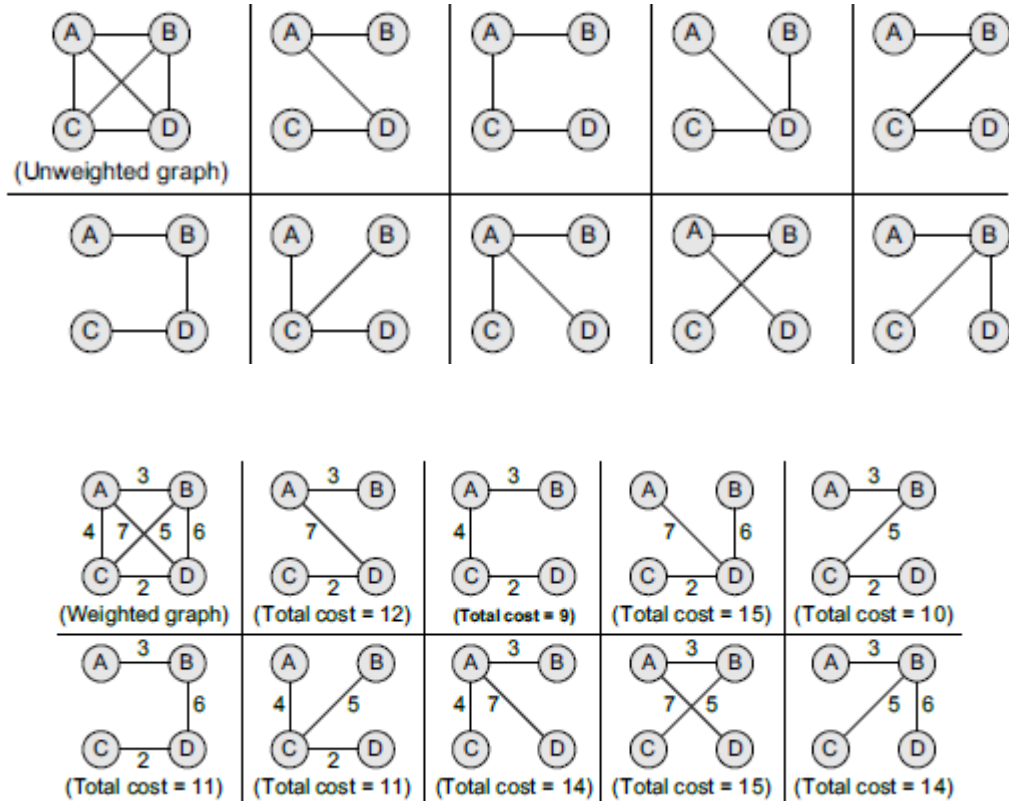 A B A B A B A B A B
C D C D C D C D C D
(Unweighted graph)
A B A B A B A B A B
C D C D C D C D C D
3 3 3 3
A B A B A B A B A B
4 7 5 6 7 4 7 6 5
C D C D C D C D C D
2 2 2 2 2
(Weighted graph) (Total cost = 12) (Total cost = 9) (Total cost = 15) (Total cost = 10)
3 3 3 3
A B A B A B A B A B
6 4 5 4 7 7 5 5 6
C D C D C D C D C D
2 2
(Total cost = 11) (Total cost = 11) (Total cost = 14) (Total cost = 15) (Total cost = 14)